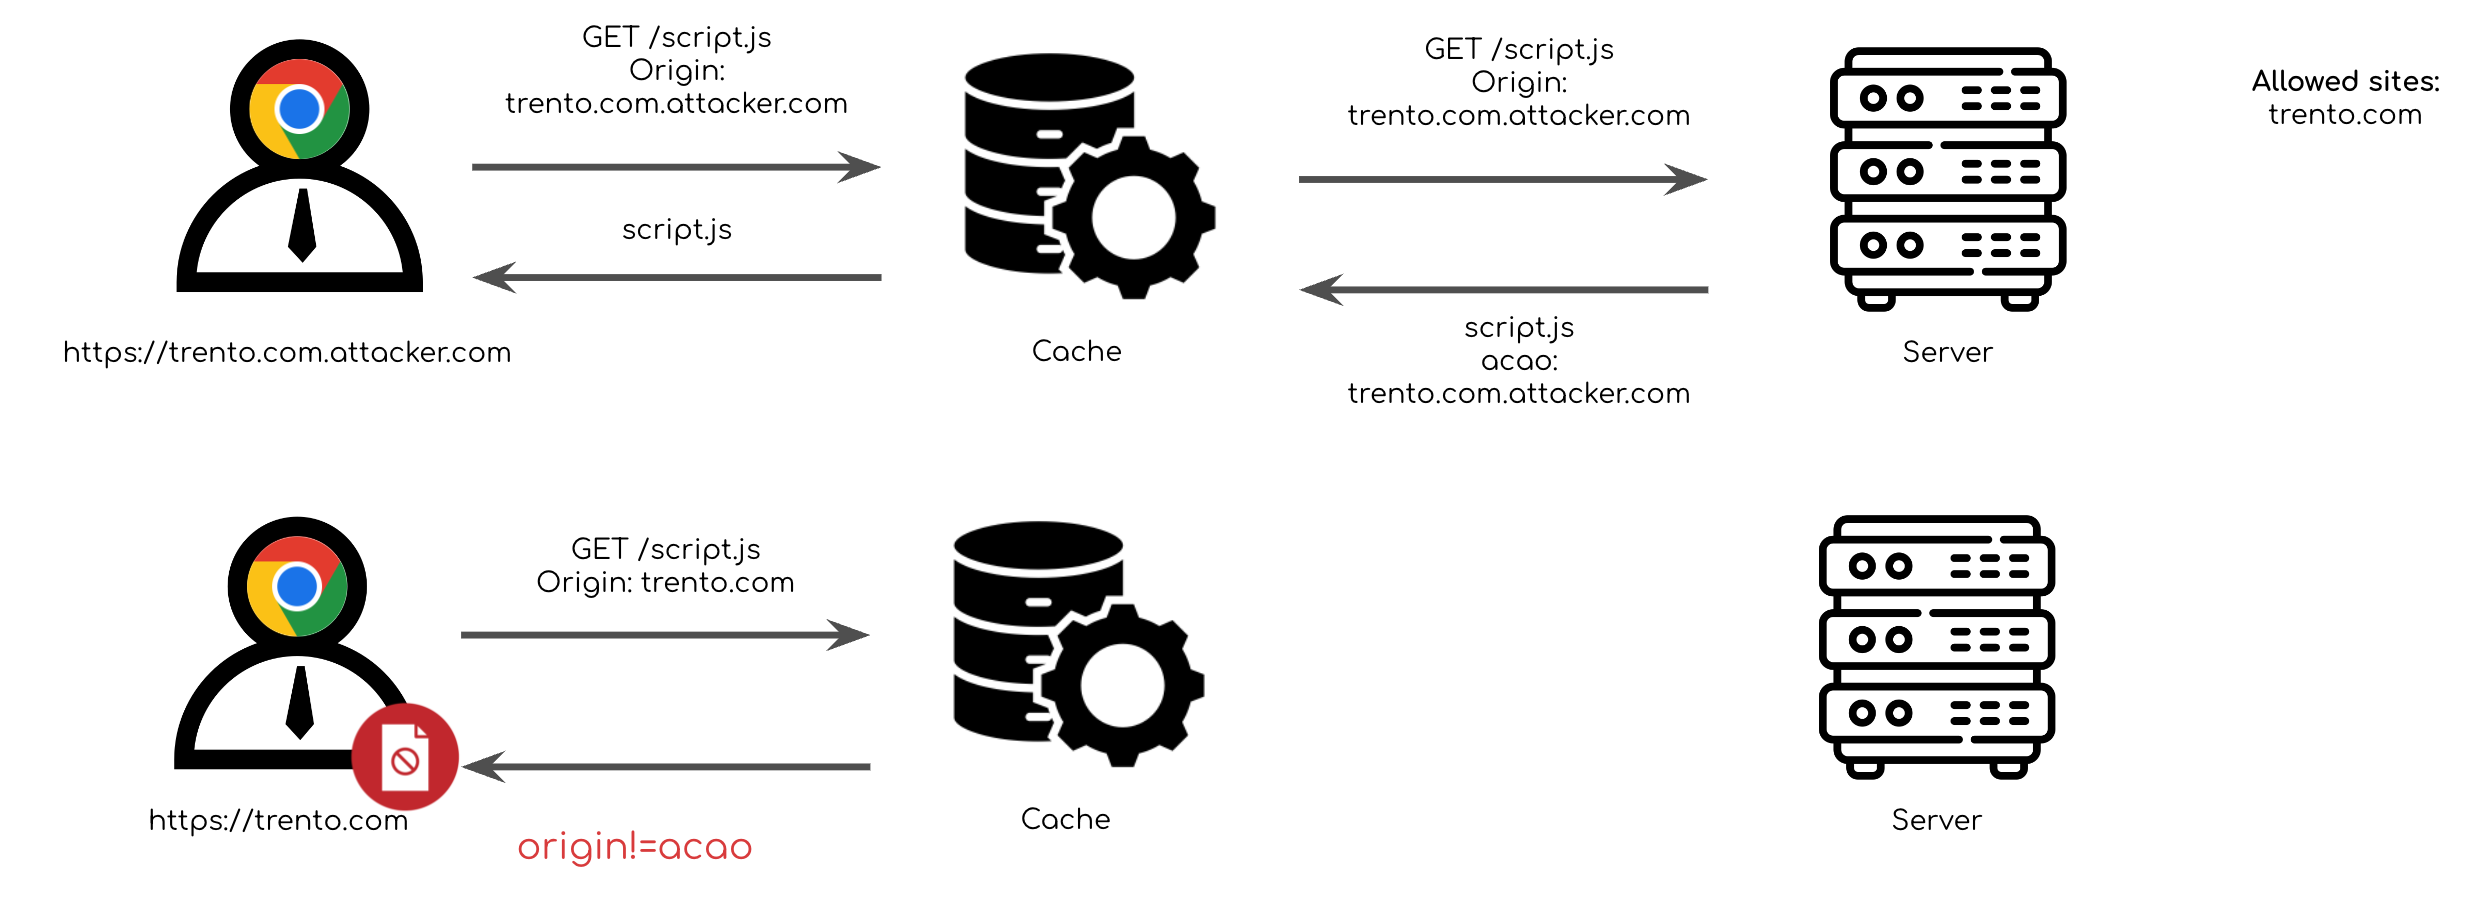 GET /script.js
Origin:
trento.com.attacker.com
GET /script.js
Origin:
trento.com.attacker.com
Allowed sites:
trento.com
script.js
script.js
acao:
trento.com.attacker.com
https://trento.com.attacker.com
Cache
Server
GET /script.js
Origin: trento.com
https://trento.com
origin!=acao
Cache
Server